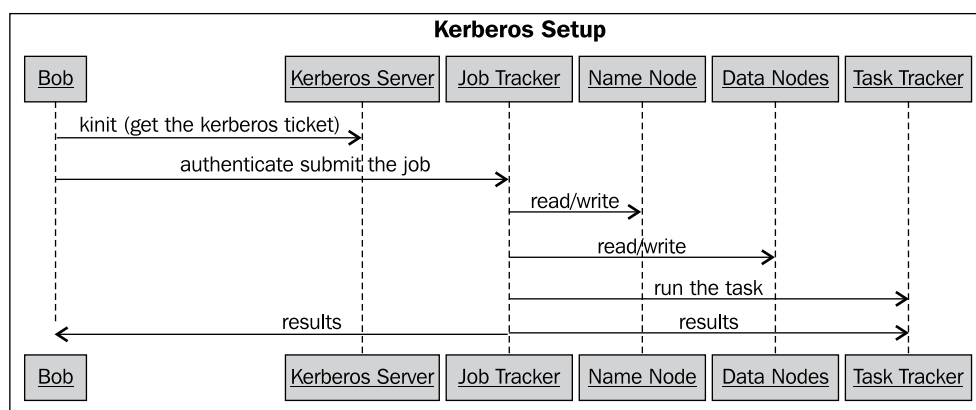 Kerberos Setup
Bob
Kerberos Server
Job Tracker
Name Node
Data Nodes
Task Tracker
kinit (get the kerberos ticket)
authenticate submit the job
read/write
read/write
run the task
results
results
Bob
Kerberos Server
Job Tracker
Name Node
Data Nodes
Task Tracker